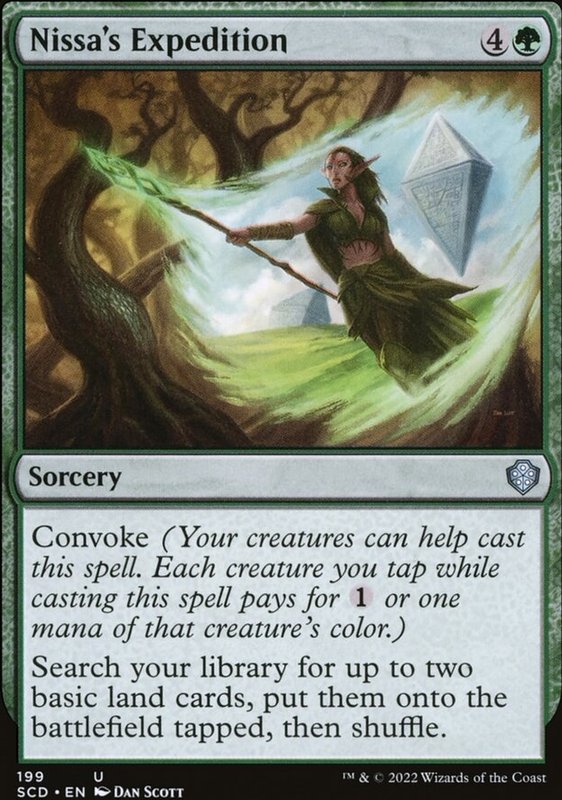 Nissa's Expedition 4
Sorcery
Convoke (Your creatures can help cast
this spell. Each creature you tap while
casting this spell pays for 1 or one
mana of that creature's color.)
Search your library for up to two
basic land cards, put them onto the
battlefield tapped, then shuffle.
199 U
SCD • EN Dan Scott
™ & © 2022 Wizards of the Coast